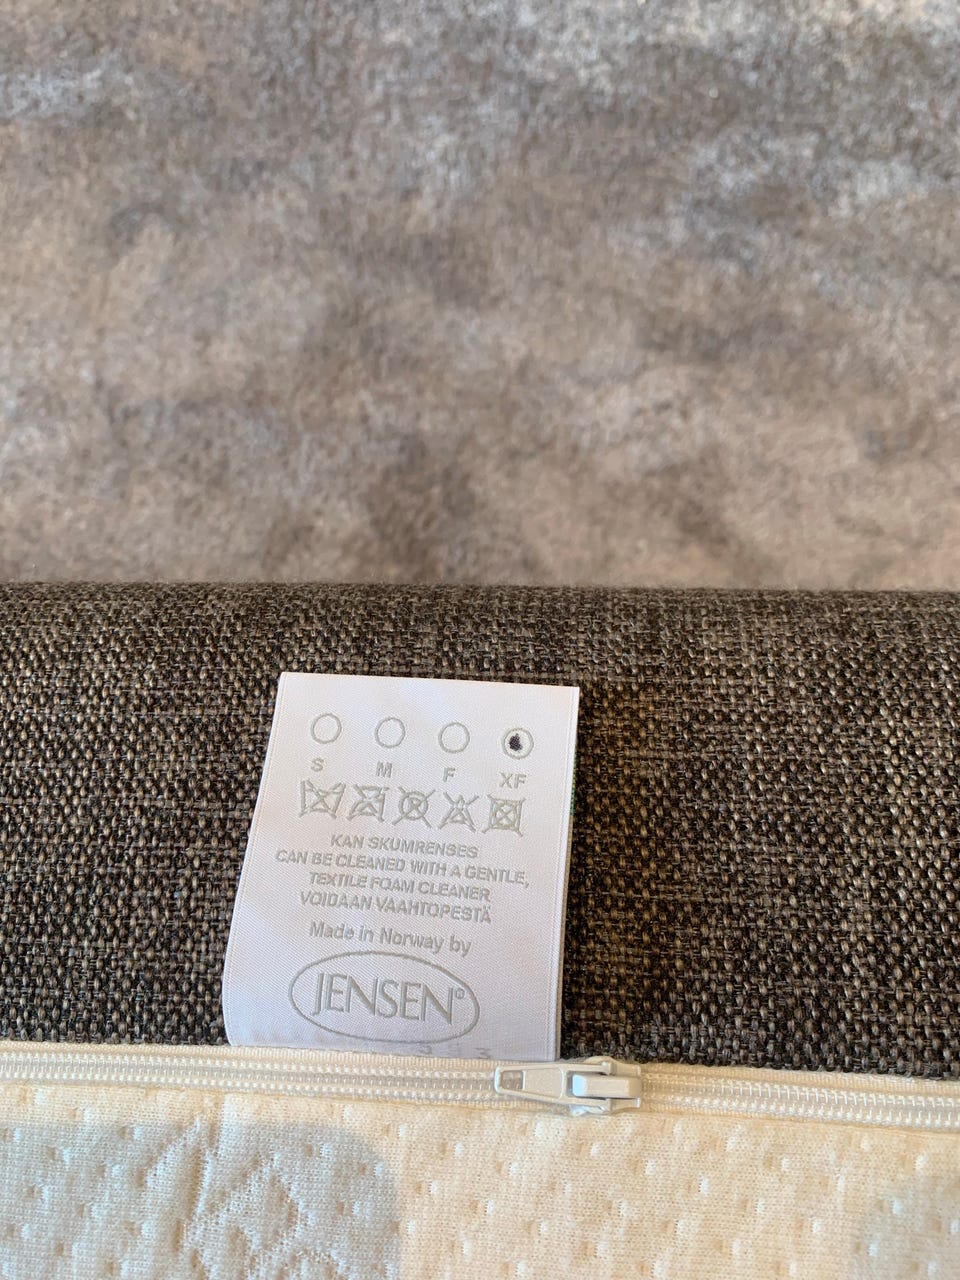 S M F XF
KAN SKUMRENSES
CAN BE CLEANED WITH A GENTLE,
TEXTILE FOAM CLEANER
VOIDAAN VAAHTOPESTÄ
Made in Norway by
JENSEN®